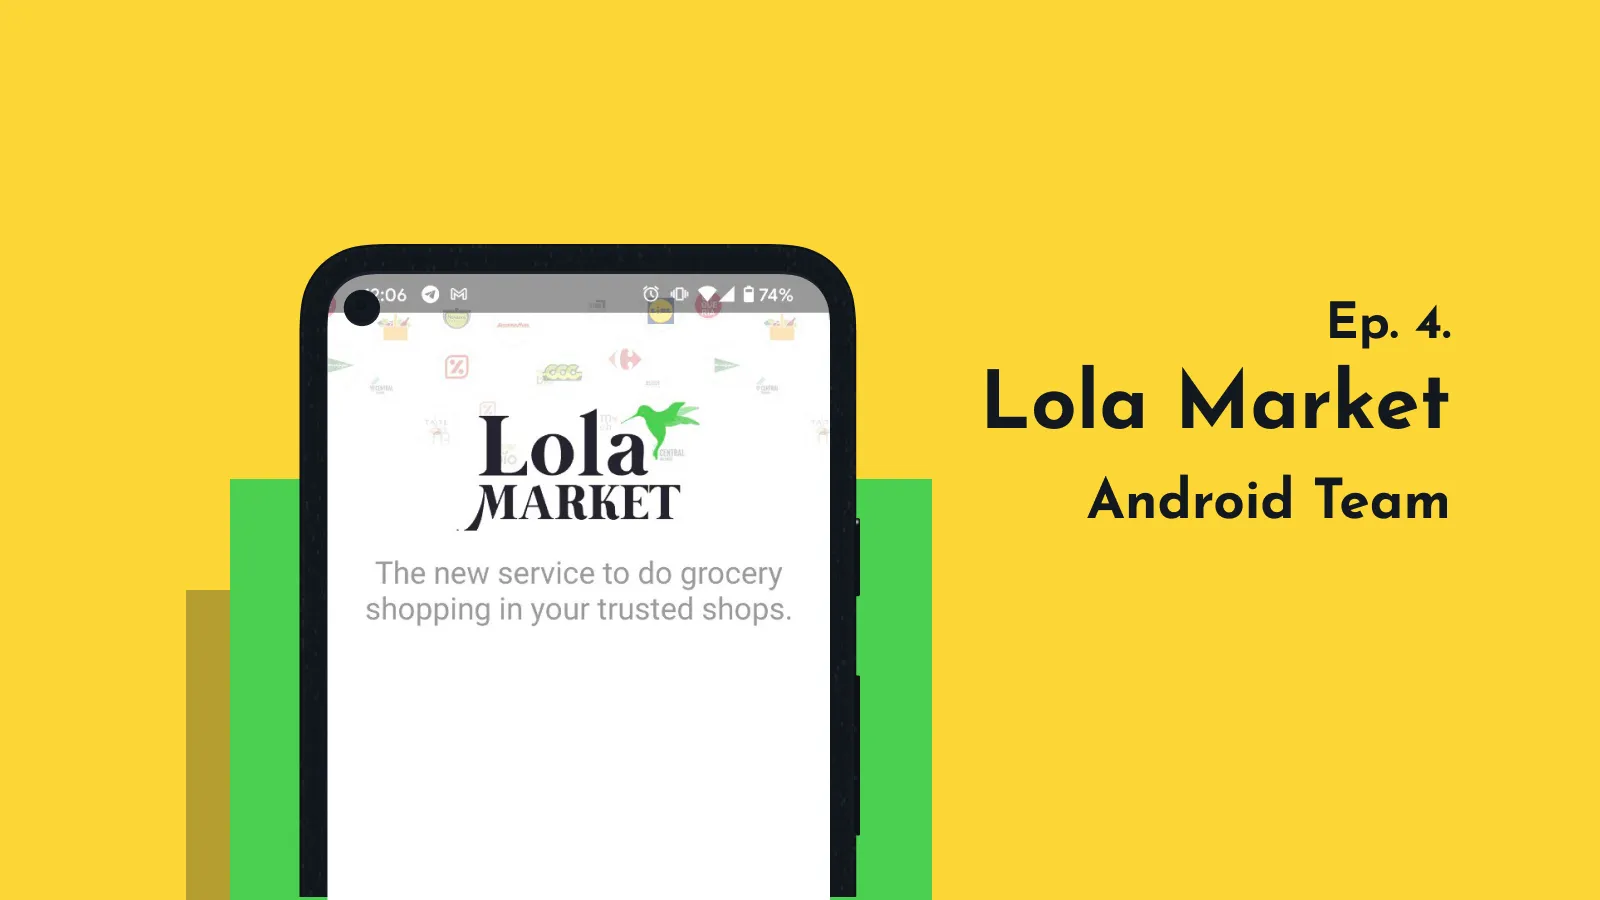 74%
Lola
MARKET
The new service to do grocery
shopping in your trusted shops.
Ep. 4.
Lola Market
Android Team